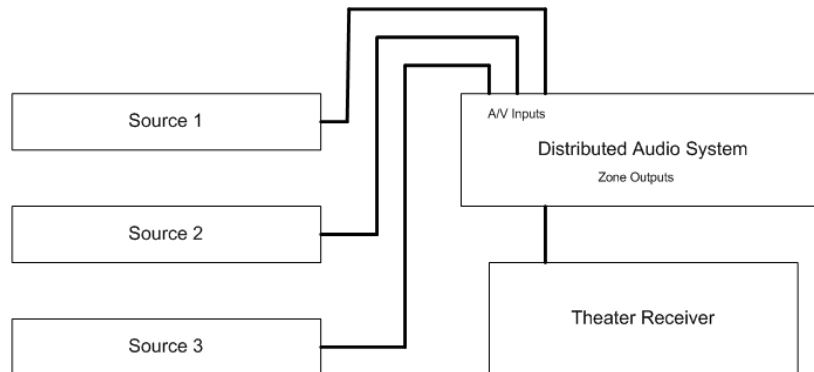 Source 1
Source 2
Source 3
A/V Inputs
Distributed Audio System
Zone Outputs
Theater Receiver